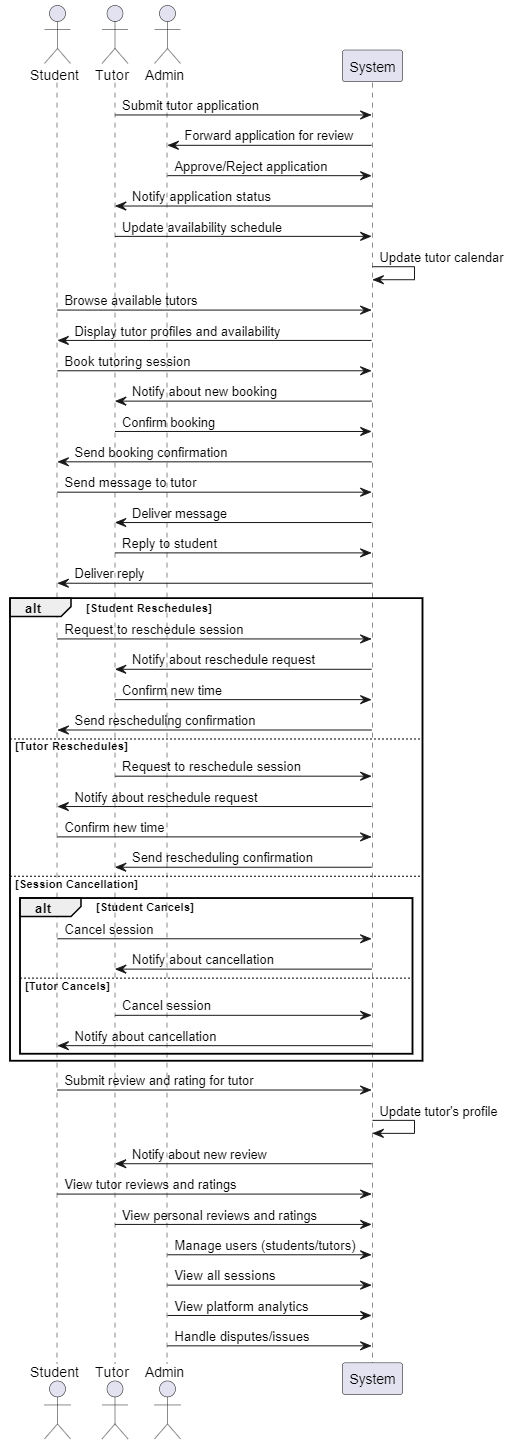 Student
Tutor
Admin
System
Submit tutor application
Forward application for review
Approve/Reject application
Notify application status
Update availability schedule
Update tutor calendar
Browse available tutors
Display tutor profiles and availability
Book tutoring session
Notify about new booking
Confirm booking
Send booking confirmation
Send message to tutor
Deliver message
Reply to student
Deliver reply
alt [Student Reschedules]
Request to reschedule session
Notify about reschedule request
Confirm new time
Send rescheduling confirmation
[Tutor Reschedules]
Request to reschedule session
Notify about reschedule request
Confirm new time
Send rescheduling confirmation
[Session Cancellation]
alt [Student Cancels]
Cancel session
Notify about cancellation
[Tutor Cancels]
Cancel session
Notify about cancellation
Submit review and rating for tutor
Update tutor's profile
Notify about new review
View tutor reviews and ratings
View personal reviews and ratings
Manage users (students/tutors)
View all sessions
View platform analytics
Handle disputes/issues
Student
Tutor
Admin
System